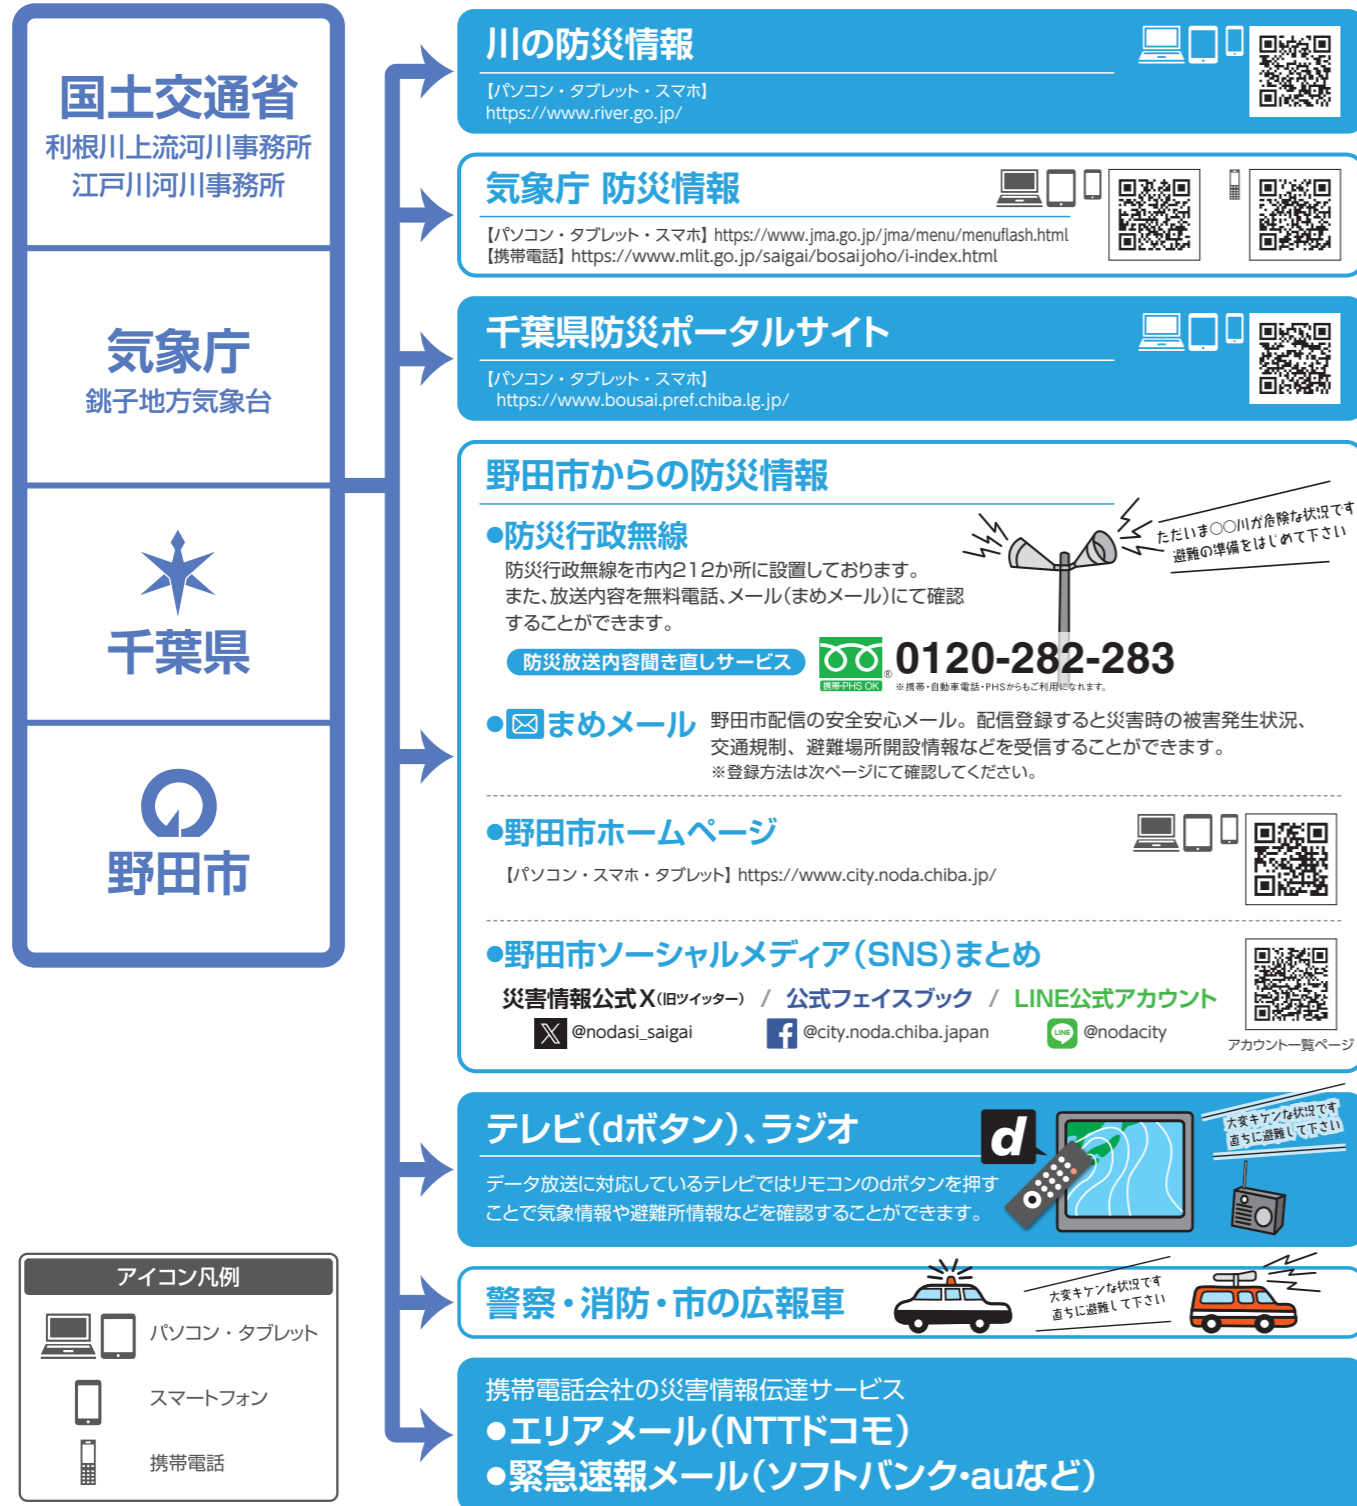 国土交通省
利根川上流河川事務所
江戸川河川事務所
気象庁
銚子地方気象台
千葉県
野田市
川の防災情報
【パソコン・タブレット・スマホ】
https://www.river.go.jp/
気象庁 防災情報
【パソコン・タブレット・スマホ】 https://www.jma.go.jp/jma/menu/menuflash.html
【携帯電話】 https://www.mlit.go.jp/saigai/bosaijoho/i-index.html
千葉県防災ポータルサイト
【パソコン・タブレット・スマホ】
https://www.bousai.pref.chiba.lg.jp/
野田市からの防災情報
●防災行政無線
防災行政無線を市内212か所に設置しております。
また、放送内容を無料電話、メール（まめメール）にて確認
することができます。
ただいま○○川が危険な状況です
避難の準備をはじめて下さい
防災放送内容聞き直しサービス
携帯・PHS OK
® 0120-282-283
※携帯・自動車電話・PHSからもご利用になれます。
●まめメール
野田市配信の安全安心メール。配信登録すると災害時の被害発生状況、
交通規制、避難場所開設情報などを受信することができます。
※登録方法は次ページにて確認してください。
●野田市ホームページ
【パソコン・スマホ・タブレット】 https://www.city.noda.chiba.jp/
●野田市ソーシャルメディア（SNS）まとめ
災害情報公式X（旧ツイッター） / 公式フェイスブック / LINE公式アカウント
X @nodasi_saigai f @city.noda.chiba.japan LINE @nodacity
アカウント一覧ページ
テレビ（dボタン）、ラジオ
データ放送に対応しているテレビではリモコンのdボタンを押す
ことで気象情報や避難所情報などを確認することができます。
d
大変キケンな状況です
直ちに避難して下さい
警察・消防・市の広報車
大変キケンな状況です
直ちに避難して下さい
携帯電話会社の災害情報伝達サービス
●エリアメール（NTTドコモ）
●緊急速報メール（ソフトバンク・auなど）
アイコン凡例
パソコン・タブレット
スマートフォン
携帯電話